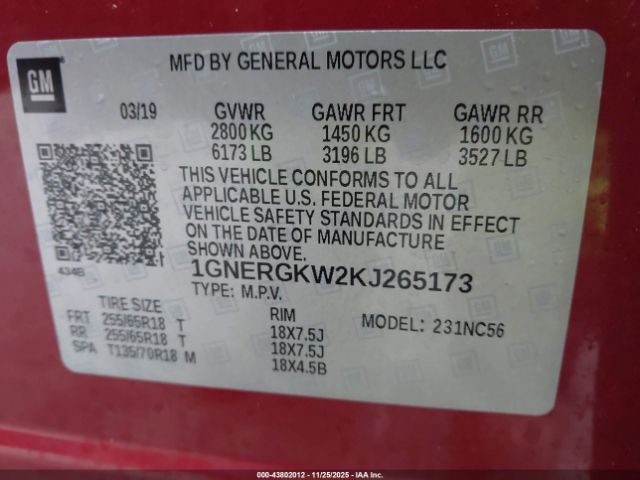 GM
MFD BY GENERAL MOTORS LLC
03/19 GVWR GAWR FRT GAWR RR
2800 KG 1450 KG 1600 KG
6173 LB 3196 LB 3527 LB
THIS VEHICLE CONFORMS TO ALL
APPLICABLE U.S. FEDERAL MOTOR
VEHICLE SAFETY STANDARDS IN EFFECT
ON THE DATE OF MANUFACTURE
SHOWN ABOVE.
434B
1GNERGKW2KJ265173
TYPE: M.P.V.
TIRE SIZE RIM MODEL: 231NC56
FRT 255/65R18 T 18X7.5J
RR 255/65R18 T 18X7.5J
SPA T135/70R18 M 18X4.5B
000-43802012 - 11/25/2025 - IAA Inc.